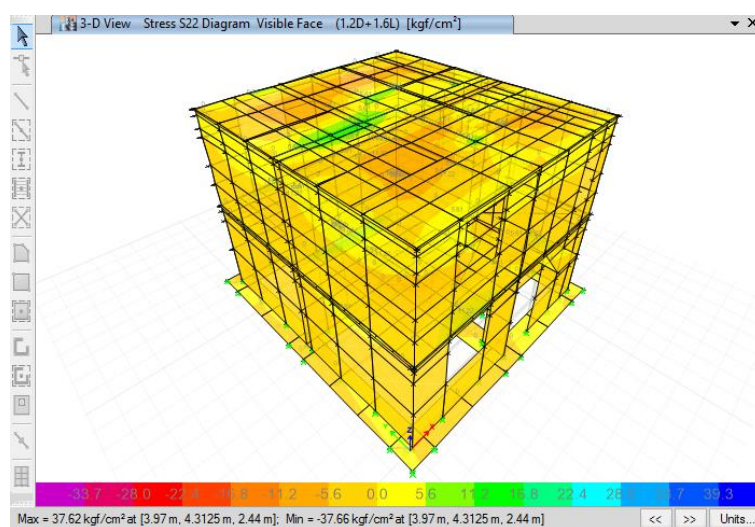 3-D View Stress S22 Diagram Visible Face (1.2D+1.6L) [kgf/cm²]
-33.7 -28.0 -22.4 -16.8 -11.2 -5.6 0.0 5.6 11.2 16.8 22.4 33.7 39.3
Max = 37.62 kgf/cm² at [3.97 m, 4.3125 m, 2.44 m]; Min = -37.66 kgf/cm² at [3.97 m, 4.3125 m, 2.44 m] << >> Units...